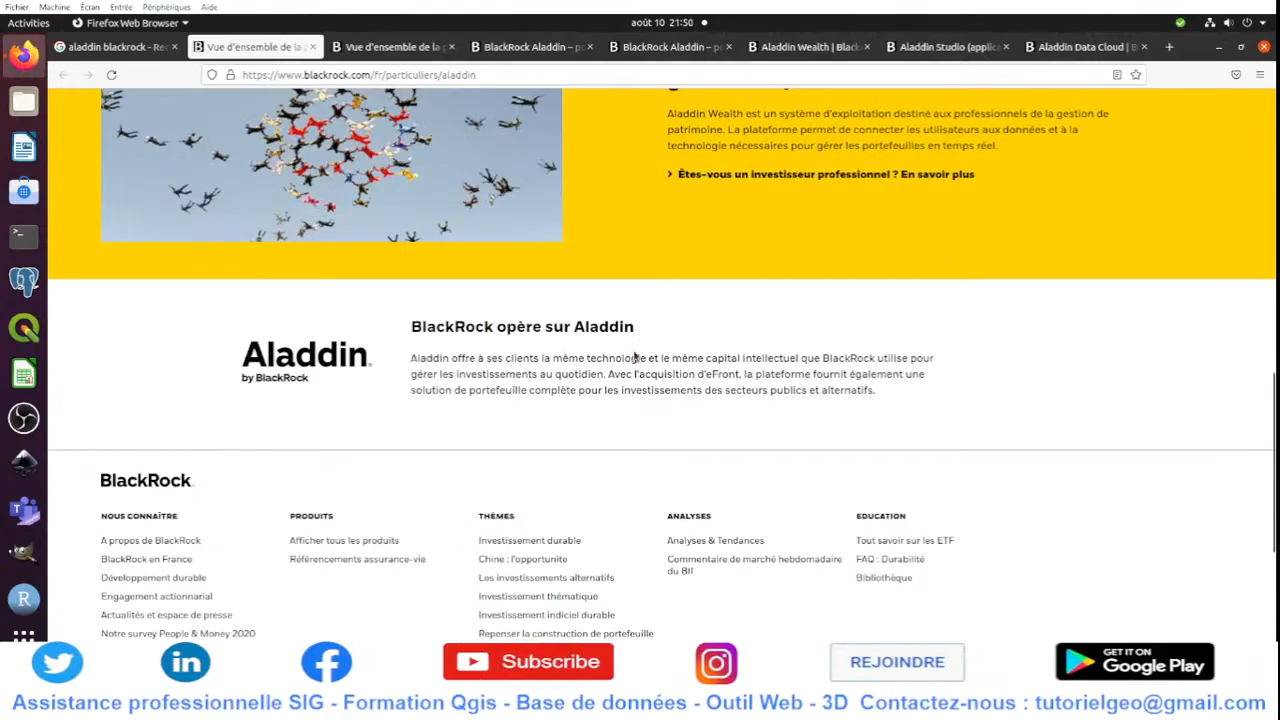 Fichier Machine Écran Entrée Périphériques Aide
Activities Firefox Web Browser août 10 21:50
aladdin blackrock - Rec Vue d'ensemble de la p Vue d'ensemble de la p BlackRock Aladdin – po BlackRock Aladdin – po Aladdin Wealth | Black Aladdin Studio (applica Aladdin Data Cloud | B
https://www.blackrock.com/fr/particuliers/aladdin
Aladdin Wealth est un système d'exploitation destiné aux professionnels de la gestion de
patrimoine. La plateforme permet de connecter les utilisateurs aux données et à la
technologie nécessaires pour gérer les portefeuilles en temps réel.
Êtes-vous un investisseur professionnel ? En savoir plus
BlackRock opère sur Aladdin
Aladdin.
by BlackRock
Aladdin offre à ses clients la même technologie et le même capital intellectuel que BlackRock utilise pour
gérer les investissements au quotidien. Avec l'acquisition d'eFront, la plateforme fournit également une
solution de portefeuille complète pour les investissements des secteurs publics et alternatifs.
BlackRock.
NOUS CONNAÎTRE
A propos de BlackRock
BlackRock en France
Développement durable
Engagement actionnarial
Actualités et espace de presse
Notre survey People & Money 2020
PRODUITS
Afficher tous les produits
Référencements assurance-vie
THÈMES
Investissement durable
Chine : l'opportunite
Les investissements alternatifs
Investissement thématique
Investissement indiciel durable
Repenser la construction de portefeuille
ANALYSES
Analyses & Tendances
Commentaire de marché hebdomadaire
du BII
EDUCATION
Tout savoir sur les ETF
FAQ : Durabilité
Bibliothèque
Subscribe
REJOINDRE
GET IT ON
Google Play
Assistance professionnelle SIG - Formation Qgis - Base de données - Outil Web - 3D Contactez-nous : tutorielgeo@gmail.com